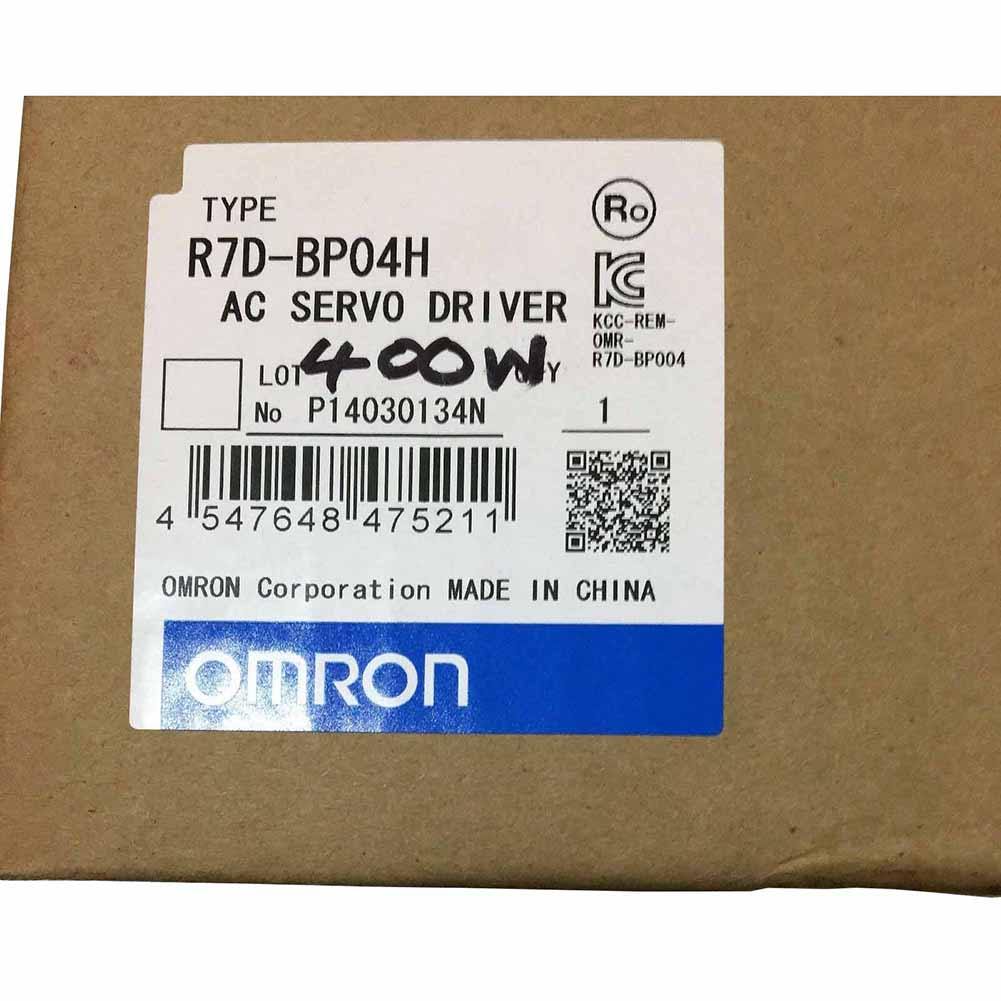 TYPE
R7D-BP04H
AC SERVO DRIVER
Ro
KC
KCC-REM-
OMR-
R7D-BP004
400W
LOT
No P14030134N
1
4 547648 475211
OMRON Corporation MADE IN CHINA
OMRON